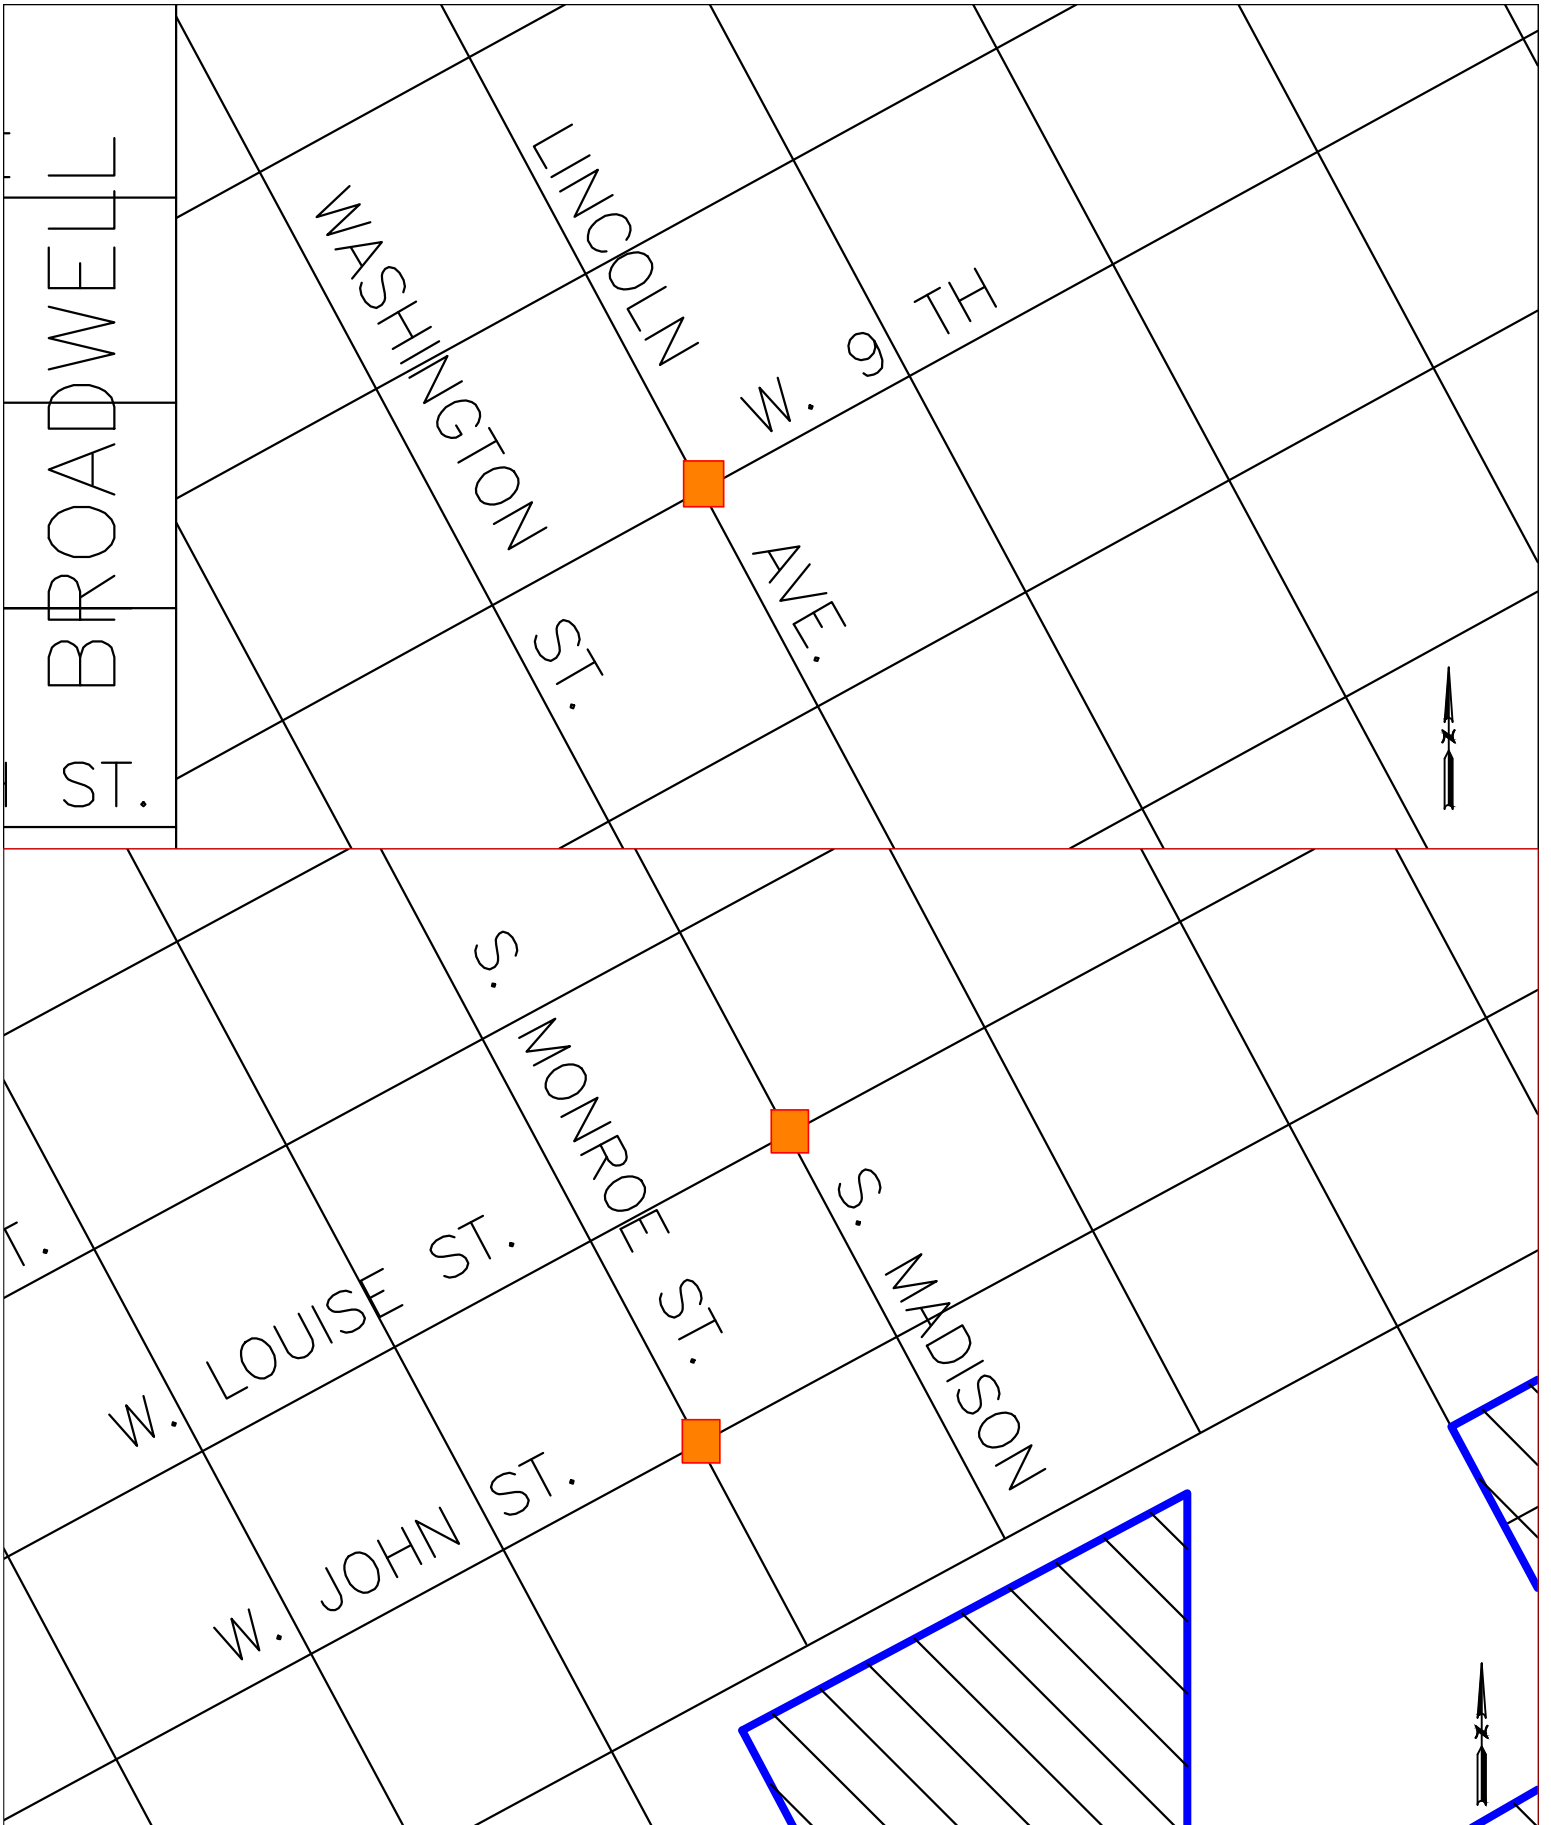 BROADWELL
ST.
WASHINGTON ST.
LINCOLN AVE.
W. 9 TH
N
S. MONROE ST.
S. MADISON
T.
W. LOUISE ST.
W. JOHN ST.
N